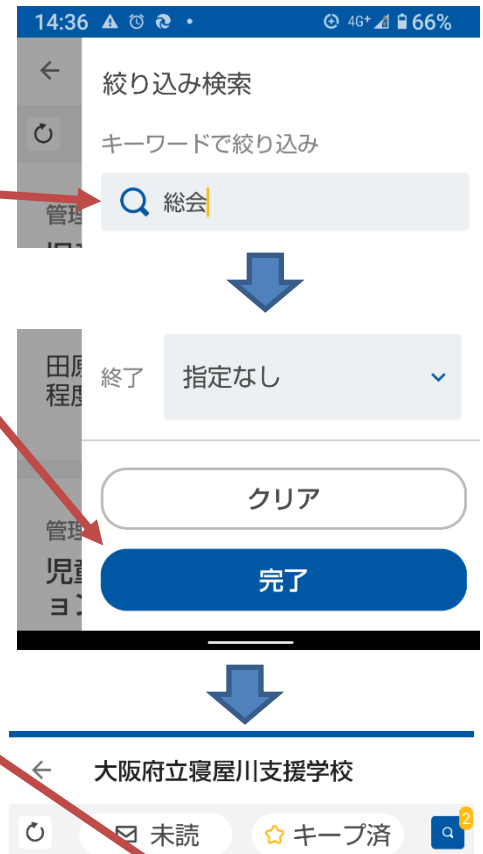 14:36 4G+ 66%
絞り込み検索
キーワードで絞り込み
総会
管理
田原
程度
終了 指定なし
クリア
管理
児童
完了
大阪府立寝屋川支援学校
未読 キープ済 2